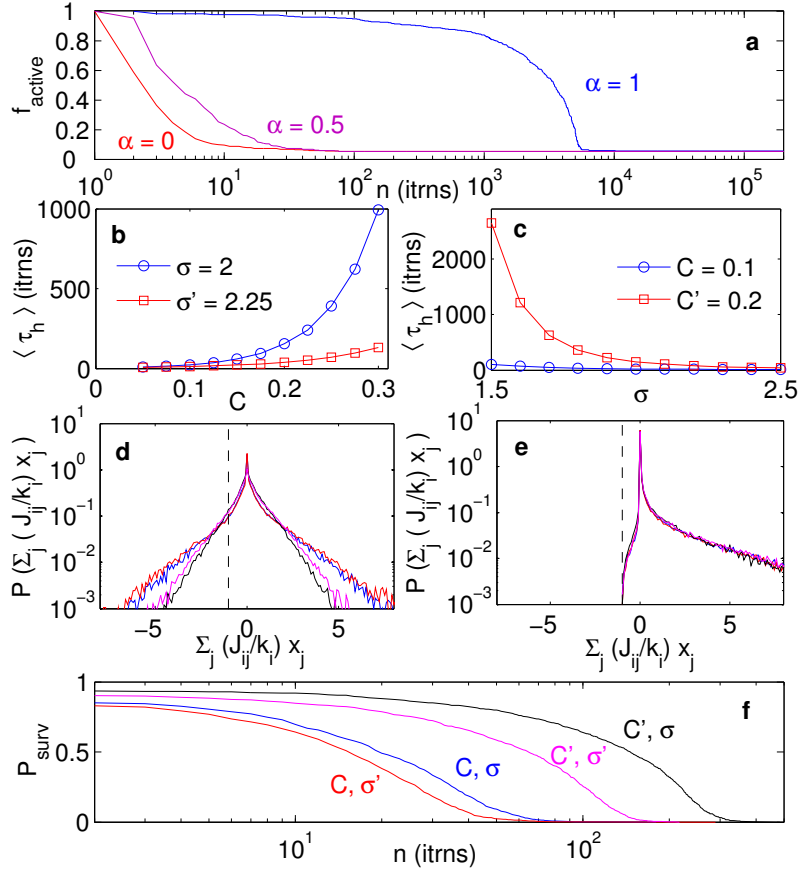 a
f_active
1
0.8
0.6
0.4
0.2
0
α = 0
α = 0.5
α = 1
10^0
10^1
10^2
10^3
10^4
10^5
n (itrns)
b
⟨ τ_h ⟩ (itrns)
1000
500
0
σ = 2
σ' = 2.25
0
0.1
0.2
0.3
C
c
⟨ τ_h ⟩ (itrns)
2000
1000
0
C = 0.1
C' = 0.2
1.5
2.5
σ
d
P (Σ_j ( J_ij/k_i) x_j )
10^1
10^0
10^-1
10^-2
10^-3
−5
0
5
Σ_j (J_ij/k_i) x_j
e
P (Σ_j ( J_ij/k_i) x_j )
10^1
10^0
10^-1
10^-2
10^-3
−5
0
5
Σ_j (J_ij/k_i) x_j
f
P_surv
1
0.5
0
C, σ'
C, σ
C', σ'
C', σ
10^1
10^2
n (itrns)